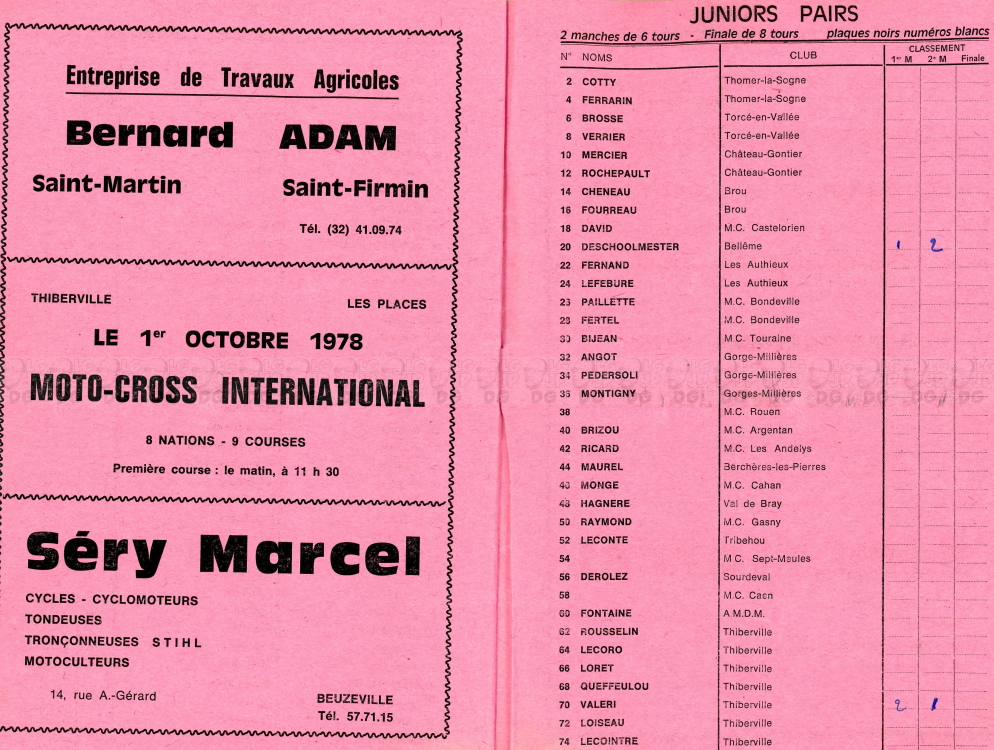 Entreprise de Travaux Agricoles
Bernard ADAM
Saint-Martin Saint-Firmin
Tél. (32) 41.09.74
THIBERVILLE LES PLACES
LE 1er OCTOBRE 1978
MOTO-CROSS INTERNATIONAL
8 NATIONS - 9 COURSES
Première course : le matin, à 11 h 30
Séry Marcel
CYCLES - CYCLOMOTEURS
TONDEUSES
TRONÇONNEUSES STIHL
MOTOCULTEURS
14, rue A.-Gérard
BEUZEVILLE
Tél. 57.71.15
JUNIORS PAIRS
2 manches de 6 tours - Finale de 8 tours plaques noirs numéros blancs
N° NOMS CLUB CLASSEMENT
1er M 2e M Finale
2 COTTY Thomer-la-Sogne
4 FERRARIN Thomer-la-Sogne
6 BROSSE Torcé-en-Vallée
8 VERRIER Torcé-en-Vallée
10 MERCIER Château-Gontier
12 ROCHEPAULT Château-Gontier
14 CHENEAU Brou
16 FOURREAU Brou
18 DAVID M.C. Castelorien
20 DESCHOOLMESTER Bellême 1 2
22 FERNAND Les Authieux
24 LEFEBURE Les Authieux
26 PAILLETTE M.C. Bondeville
28 FERTEL M.C. Bondeville
30 BIJEAN M.C. Touraine
32 ANGOT Gorge-Millières
34 PEDERSOLI Gorge-Millières
36 MONTIGNY Gorges-Millières
38 M.C. Rouen
40 BRIZOU M.C. Argentan
42 RICARD M.C. Les Andelys
44 MAUREL Berchères-les-Pierres
46 MONGE M.C. Cahan
48 HAGNERE Val de Bray
50 RAYMOND M.C. Gasny
52 LECONTE Tribehou
54 M.C. Sept-Meules
56 DEROLEZ Sourdeval
58 M.C. Caen
60 FONTAINE A.M.D.M.
62 ROUSSELIN Thiberville
64 LECORO Thiberville
66 LORET Thiberville
68 QUEFFEULOU Thiberville
70 VALERI Thiberville 2 1
72 LOISEAU Thiberville
74 LECOINTRE Thiberville